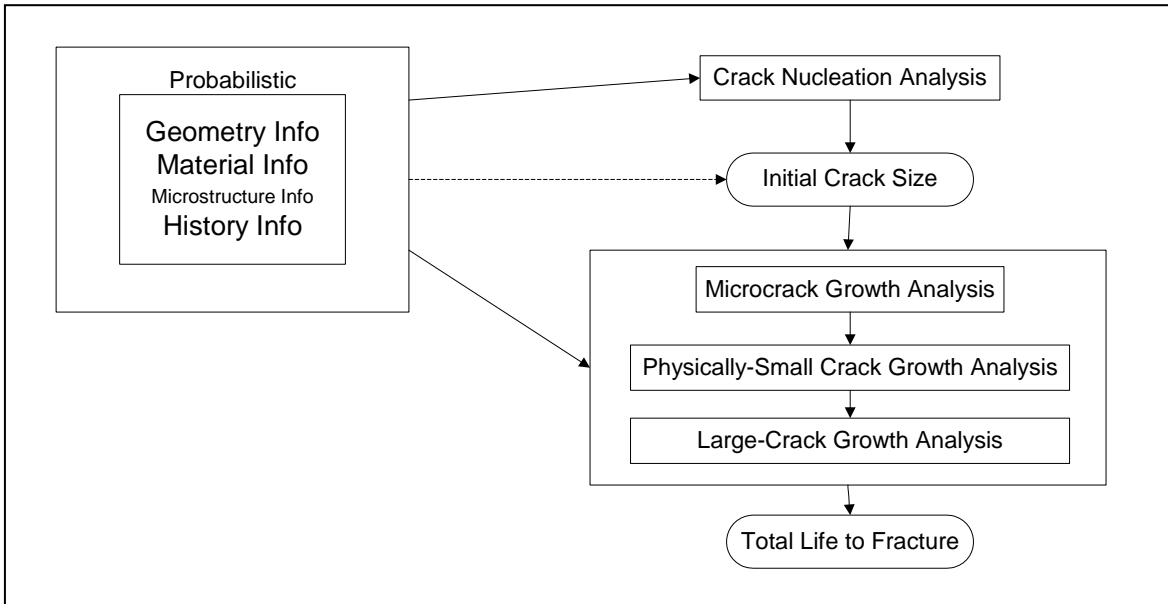 Probabilistic
Geometry Info
Material Info
Microstructure Info
History Info
Crack Nucleation Analysis
Initial Crack Size
Microcrack Growth Analysis
Physically-Small Crack Growth Analysis
Large-Crack Growth Analysis
Total Life to Fracture